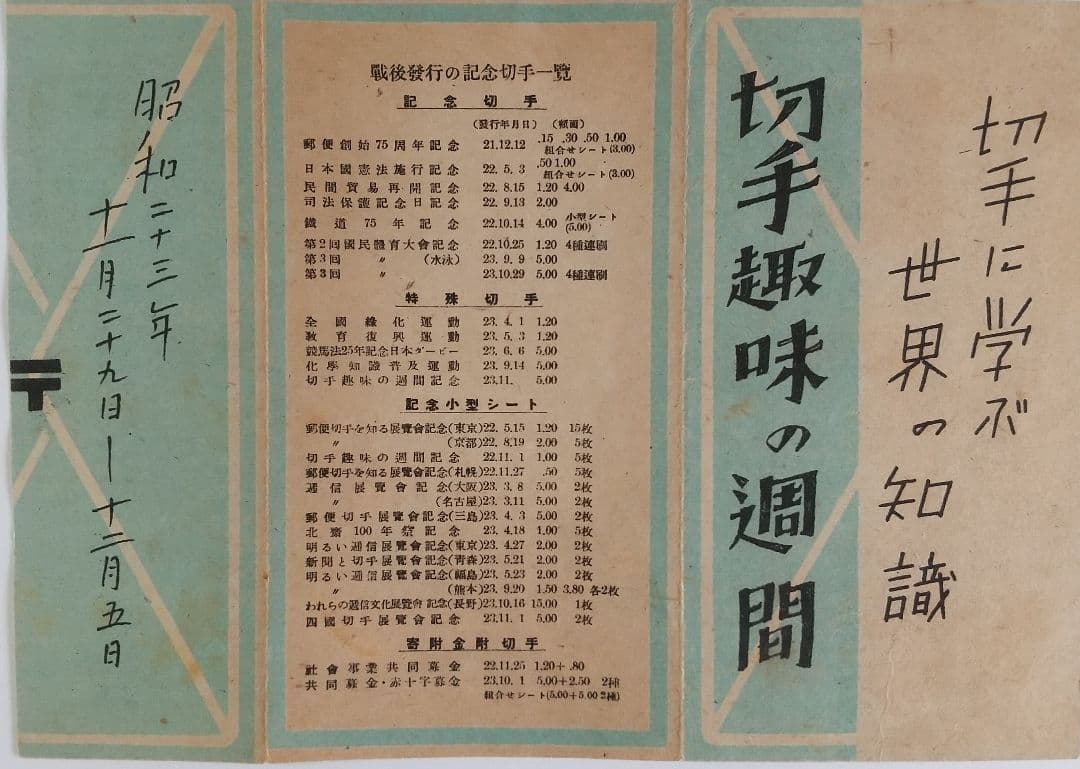 切手に学ぶ
世界の知識
切手趣味の週間
戰後發行の記念切手一覽
記念切手
(發行年月日) (額面)
郵便創始75周年記念 21.12.12 .15 .30 .50 1.00
組合せシート(3.00)
日本國憲法施行記念 22. 5. 3 .50 1.00
組合せシート(3.00)
民間貿易再開記念 22. 8.15 1.20 4.00
司法保護記念日記念 22. 9.13 2.00
鐵道75年記念 22.10.14 4.00 小型シート
(5.00)
第2回國民體育大會記念 22.10.25 1.20 4種連刷
第3回 〃 (水泳) 23. 9. 9 5.00
第3回 〃 23.10.29 5.00 4種連刷
特殊切手
全國綠化運動 23. 4. 1 1.20
教育復興運動 23. 5. 3 1.20
競馬法25年記念日本ダービー 23. 6. 6 5.00
化學知識普及運動 23. 9.14 5.00
切手趣味の週間記念 23.11. 5.00
記念小型シート
郵便切手を知る展覽會記念(東京) 22. 5.15 1.20 15枚
〃 (京都) 22. 8.19 2.00 5枚
切手趣味の週間記念 22.11. 1 1.00 5枚
郵便切手を知る展覽會記念(札幌) 22.11.27 .50 5枚
遞信展覽會記念(大阪) 23. 3. 8 5.00 2枚
〃 (名古屋) 23. 3.11 5.00 2枚
郵便切手展覽會記念(三島) 23. 4. 3 5.00 2枚
北齋100年祭記念 23. 4.18 1.00 5枚
明るい遞信展覽會記念(東京) 23. 4.27 2.00 2枚
新聞と切手展覽會記念(靑森) 23. 5.21 2.00 2枚
明るい遞信展覽會記念(福島) 23. 5.23 2.00 2枚
〃 (熊本) 23. 9.20 1.50 3.80 各2枚
われらの遞信文化展覽會記念(長野) 23.10.16 15.00 1枚
四國切手展覽會記念 23.11. 1 5.00 2枚
寄附金附切手
社會事業共同募金 22.11.25 1.20+ .80
共同募金・赤十字募金 23.10. 1 5.00+2.50 2種
組合せシート(5.00+5.00 2種)
昭和二十三年
十一月二十九日—十二月五日
〒